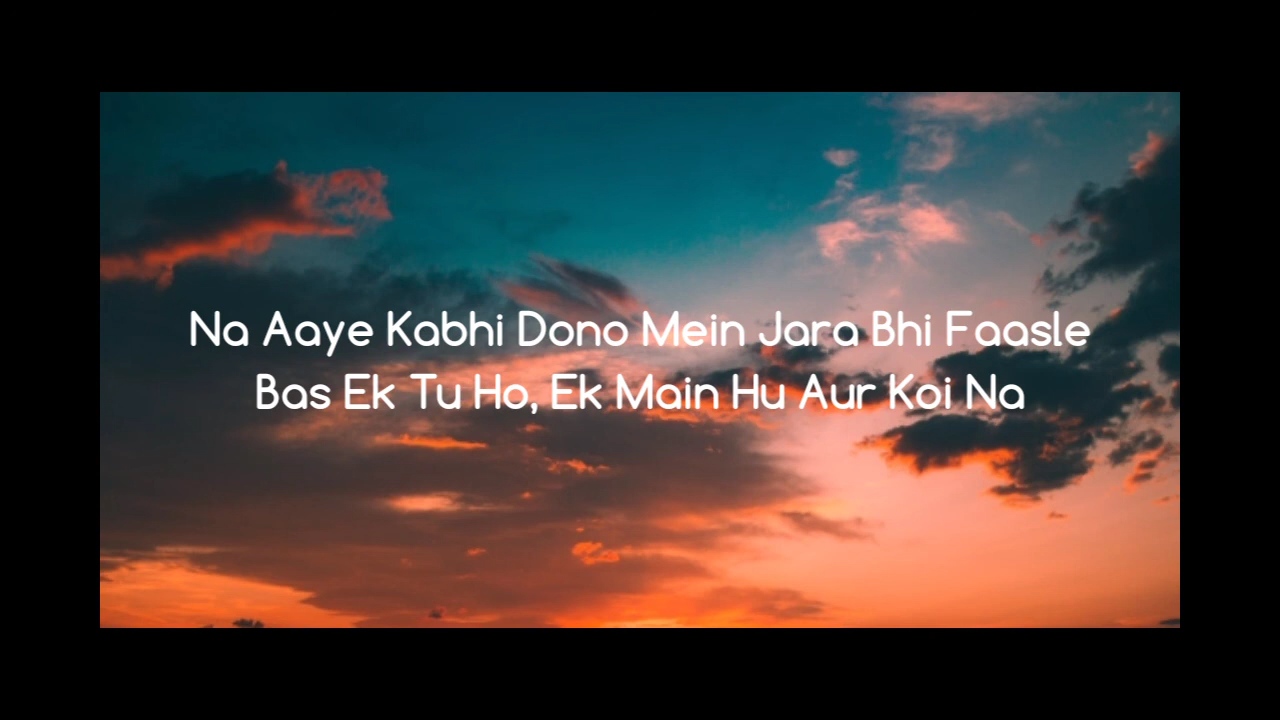 Na Aaye Kabhi Dono Mein Jara Bhi Faasle
Bas Ek Tu Ho, Ek Main Hu Aur Koi Na